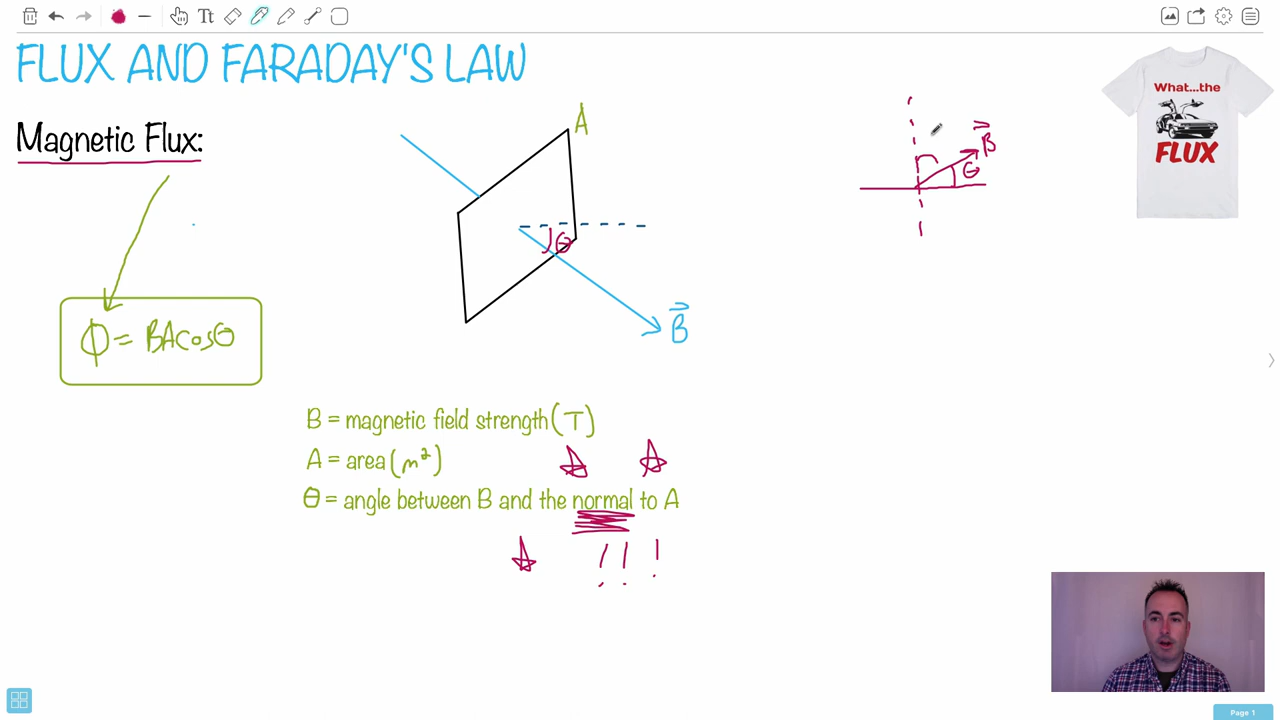 Tt
FLUX AND FARADAY'S LAW
What...the
FLUX
Magnetic Flux:
A
B
θ
θ
B
Φ = BAcosθ
B = magnetic field strength (T)
A = area (m²)
θ = angle between B and the normal to A
! ! !
Page 1